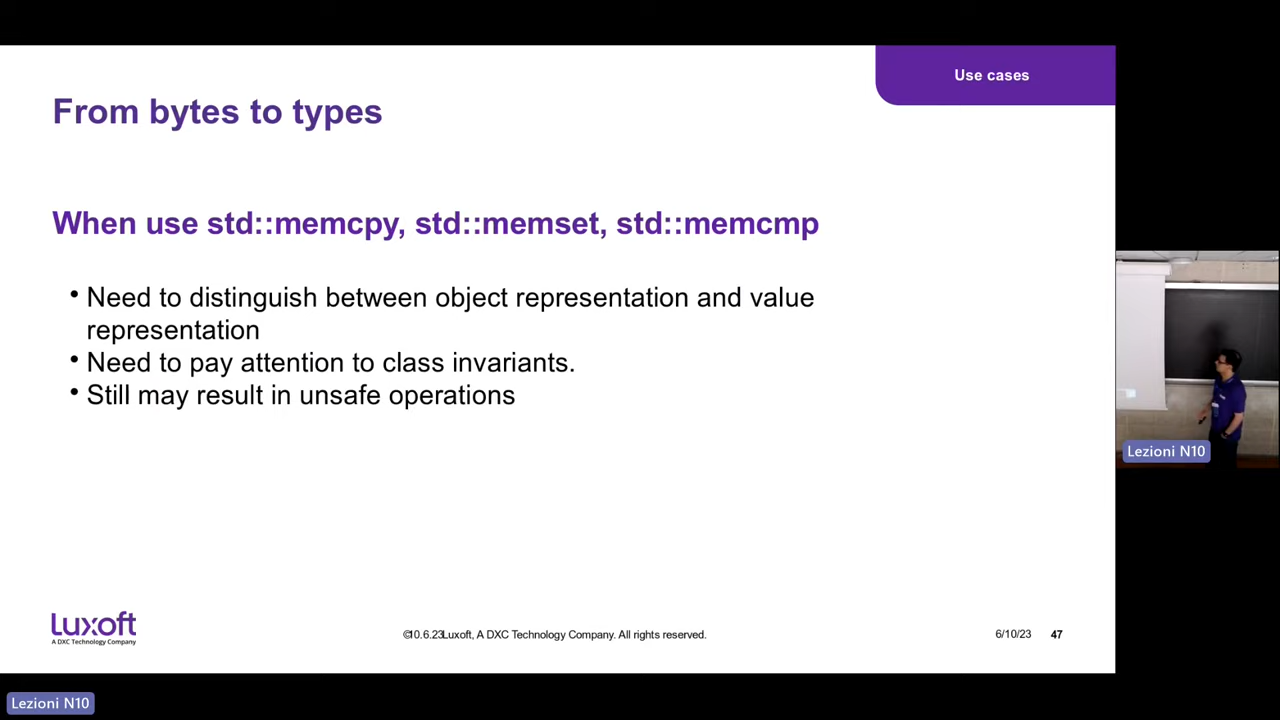 Use cases
From bytes to types
When use std::memcpy, std::memset, std::memcmp
• Need to distinguish between object representation and value
representation
• Need to pay attention to class invariants.
• Still may result in unsafe operations
Lezioni N10
Luxoft
A DXC Technology Company
©10.6.23Luxoft, A DXC Technology Company. All rights reserved.
6/10/23 47
Lezioni N10